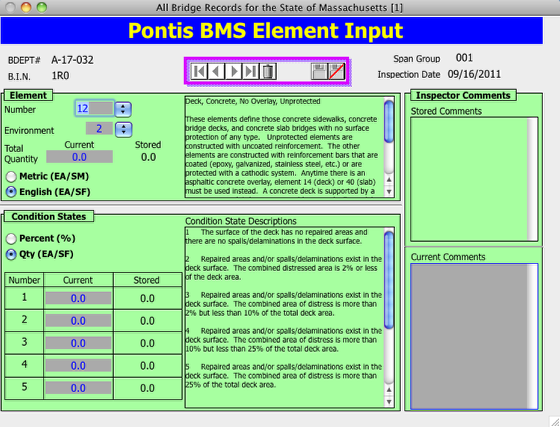 All Bridge Records for the State of Massachusetts [1]
Pontis BMS Element Input
BDEPT# A-17-032
B.I.N. 1R0
Span Group 001
Inspection Date 09/16/2011
Element
Number 12
Environment 2
Current Stored
Total Quantity 0.0 0.0
Metric (EA/SM)
English (EA/SF)
Deck, Concrete, No Overlay, Unprotected
These elements define those concrete sidewalks, concrete
bridge decks, and concrete slab bridges with no surface
protection of any type. Unprotected elements are
constructed with uncoated reinforcement. The other
elements are constructed with reinforcement bars that are
coated (epoxy, galvanized, stainless steel, etc.) or are
protected with a cathodic system. Anytime there is an
asphaltic concrete overlay, element 14 (deck) or 40 (slab)
must be used instead. A concrete deck is supported by a
Inspector Comments
Stored Comments
Current Comments
Condition States
Percent (%)
Qty (EA/SF)
Number Current Stored
1 0.0 0.0
2 0.0 0.0
3 0.0 0.0
4 0.0 0.0
5 0.0 0.0
Condition State Descriptions
1 The surface of the deck has no repaired areas and
there are no spalls/delaminations in the deck surface.
2 Repaired areas and/or spalls/delaminations exist in the
deck surface. The combined distressed area is 2% or less
of the deck area.
3 Repaired areas and/or spalls/delaminations exist in the
deck surface. The combined area of distress is more than
2% but less than 10% of the total deck area.
4 Repaired areas and/or spalls/delaminations exist in the
deck surface. The combined area of distress is more than
10% but less than 25% of the total deck area.
5 Repaired areas and/or spalls/delaminations exist in the
deck surface. The combined area of distress is more than
25% of the total deck area.